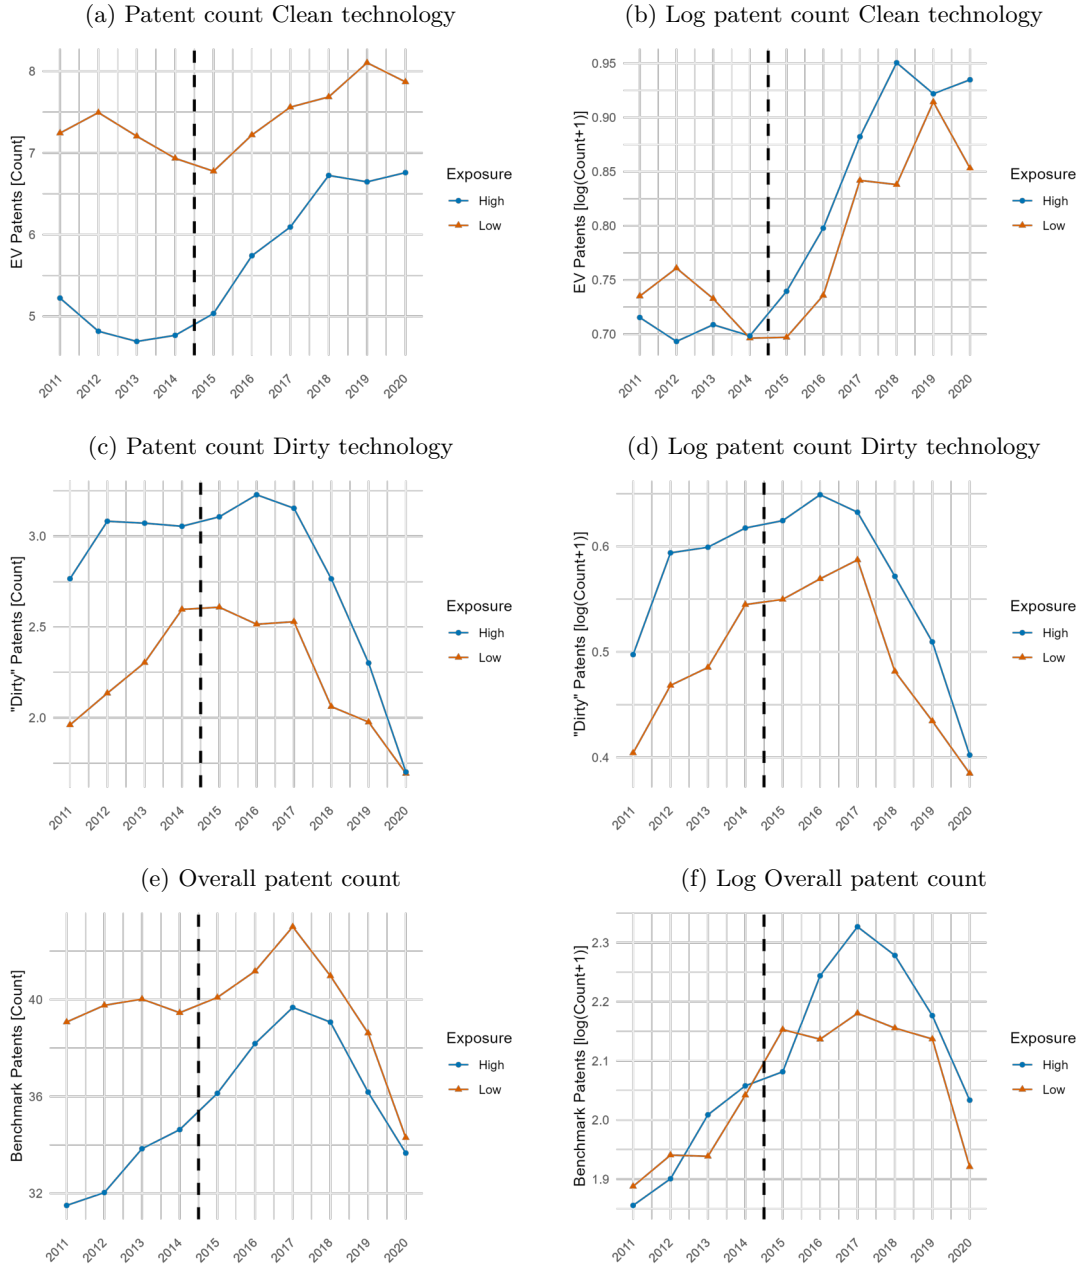 (a) Patent count Clean technology
EV Patents [Count]
8
7
6
5
2011
2012
2013
2014
2015
2016
2017
2018
2019
2020
Exposure
High
Low
(b) Log patent count Clean technology
EV Patents [log(Count+1)]
0.95
0.90
0.85
0.80
0.75
0.70
2011
2012
2013
2014
2015
2016
2017
2018
2019
2020
Exposure
High
Low
(c) Patent count Dirty technology
"Dirty" Patents [Count]
3.0
2.5
2.0
2011
2012
2013
2014
2015
2016
2017
2018
2019
2020
Exposure
High
Low
(d) Log patent count Dirty technology
"Dirty" Patents [log(Count+1)]
0.6
0.5
0.4
2011
2012
2013
2014
2015
2016
2017
2018
2019
2020
Exposure
High
Low
(e) Overall patent count
Benchmark Patents [Count]
40
36
32
2011
2012
2013
2014
2015
2016
2017
2018
2019
2020
Exposure
High
Low
(f) Log Overall patent count
Benchmark Patents [log(Count+1)]
2.3
2.2
2.1
2.0
1.9
2011
2012
2013
2014
2015
2016
2017
2018
2019
2020
Exposure
High
Low